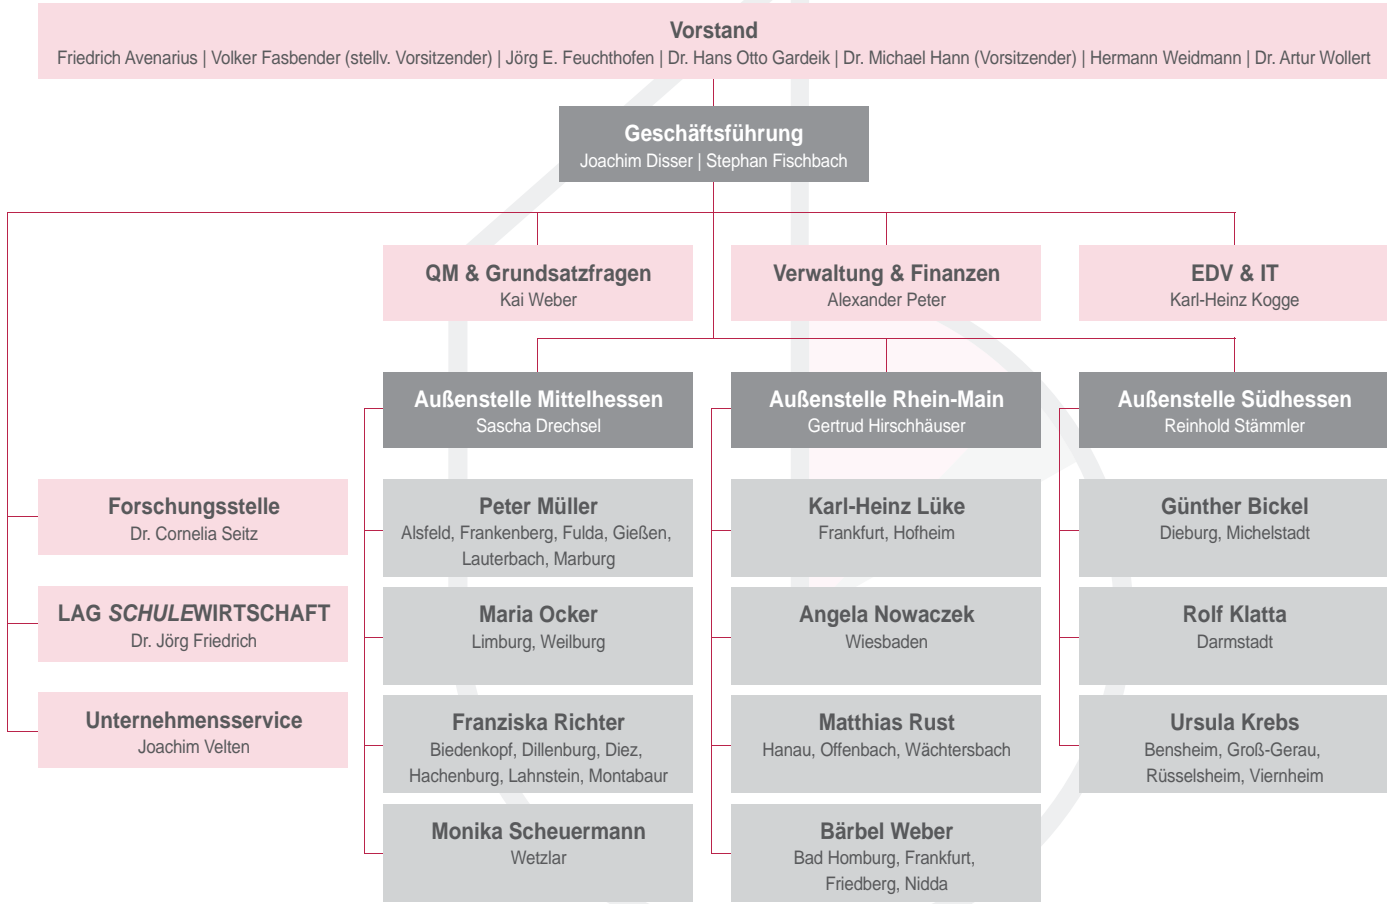 Vorstand
Friedrich Avenarius | Volker Fasbender (stellv. Vorsitzender) | Jörg E. Feuchthofen | Dr. Hans Otto Gardeik | Dr. Michael Hann (Vorsitzender) | Hermann Weidmann | Dr. Artur Wollert
Geschäftsführung
Joachim Disser | Stephan Fischbach
QM & Grundsatzfragen
Kai Weber
Verwaltung & Finanzen
Alexander Peter
EDV & IT
Karl-Heinz Kogge
Forschungsstelle
Dr. Cornelia Seitz
LAG SCHULEWIRTSCHAFT
Dr. Jörg Friedrich
Unternehmensservice
Joachim Velten
Außenstelle Mittelhessen
Sascha Drechsel
Peter Müller
Alsfeld, Frankenberg, Fulda, Gießen,
Lauterbach, Marburg
Maria Ocker
Limburg, Weilburg
Franziska Richter
Biedenkopf, Dillenburg, Diez,
Hachenburg, Lahnstein, Montabaur
Monika Scheuermann
Wetzlar
Außenstelle Rhein-Main
Gertrud Hirschhäuser
Karl-Heinz Lüke
Frankfurt, Hofheim
Angela Nowaczek
Wiesbaden
Matthias Rust
Hanau, Offenbach, Wächtersbach
Bärbel Weber
Bad Homburg, Frankfurt,
Friedberg, Nidda
Außenstelle Südhessen
Reinhold Stämmler
Günther Bickel
Dieburg, Michelstadt
Rolf Klatta
Darmstadt
Ursula Krebs
Bensheim, Groß-Gerau,
Rüsselsheim, Viernheim